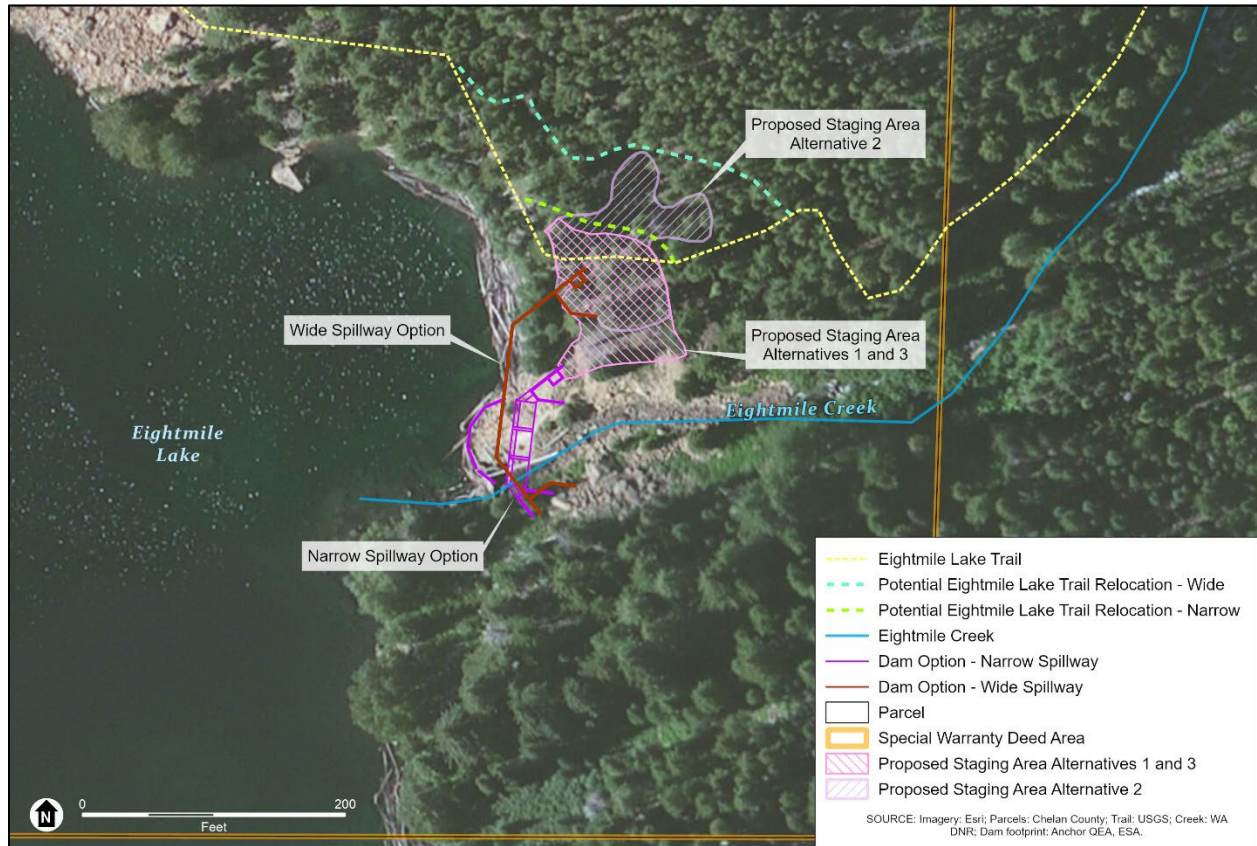 Proposed Staging Area
Alternative 2
Wide Spillway Option
Proposed Staging Area
Alternatives 1 and 3
Eightmile Creek
Eightmile
Lake
Narrow Spillway Option
Eightmile Lake Trail
Potential Eightmile Lake Trail Relocation - Wide
Potential Eightmile Lake Trail Relocation - Narrow
Eightmile Creek
Dam Option - Narrow Spillway
Dam Option - Wide Spillway
Parcel
Special Warranty Deed Area
Proposed Staging Area Alternatives 1 and 3
Proposed Staging Area Alternative 2
SOURCE: Imagery: Esri; Parcels: Chelan County; Trail: USGS; Creek: WA
DNR; Dam footprint: Anchor QEA, ESA.
N
0 200
Feet